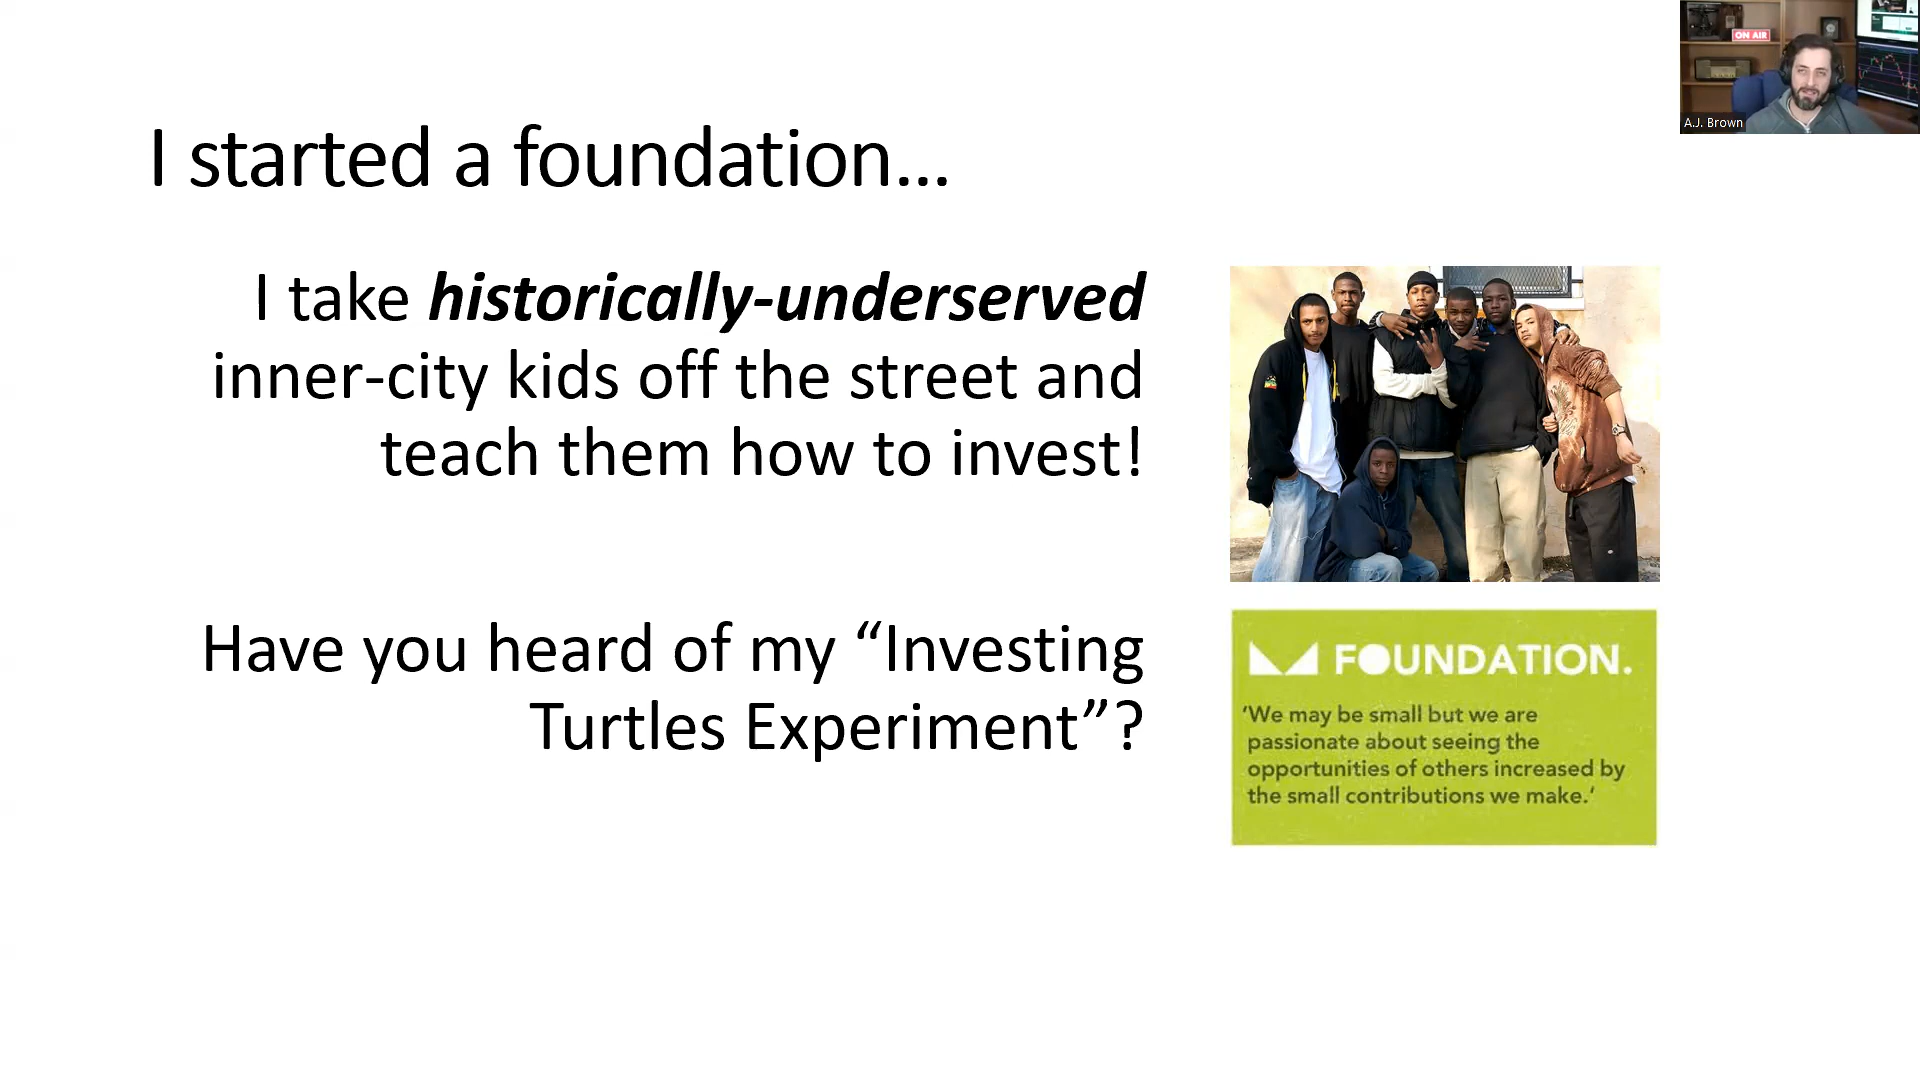 ON AIR
A.J. Brown
I started a foundation...
I take historically-underserved
inner-city kids off the street and
teach them how to invest!
Have you heard of my “Investing
Turtles Experiment”?
FOUNDATION.
‘We may be small but we are
passionate about seeing the
opportunities of others increased by
the small contributions we make.‘